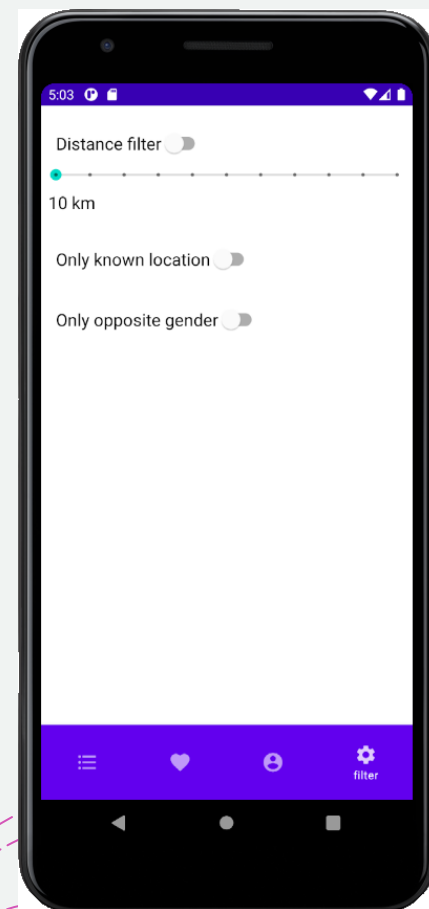 5:03
Distance filter
10 km
Only known location
Only opposite gender
filter